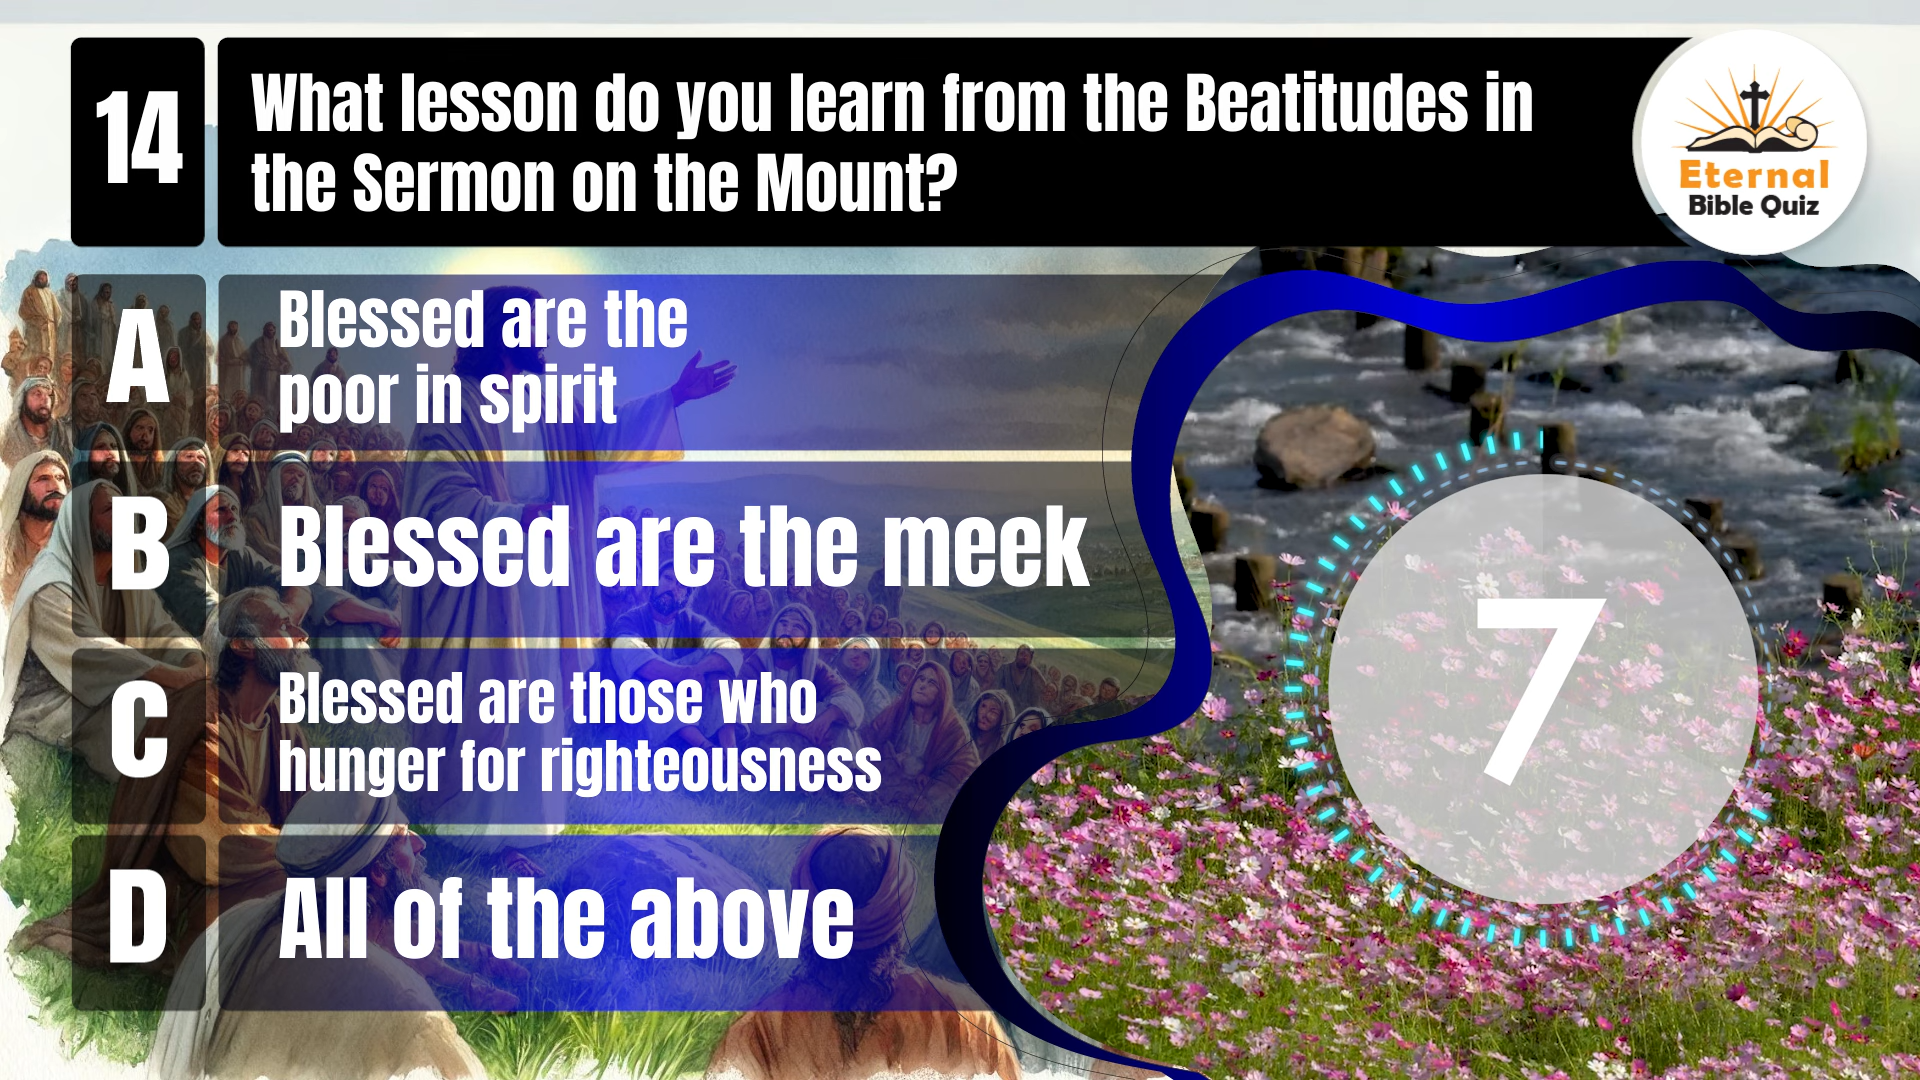 14
What lesson do you learn from the Beatitudes in
the Sermon on the Mount?
Eternal
Bible Quiz
A
Blessed are the
poor in spirit
B
Blessed are the meek
C
Blessed are those who
hunger for righteousness
D
All of the above
7